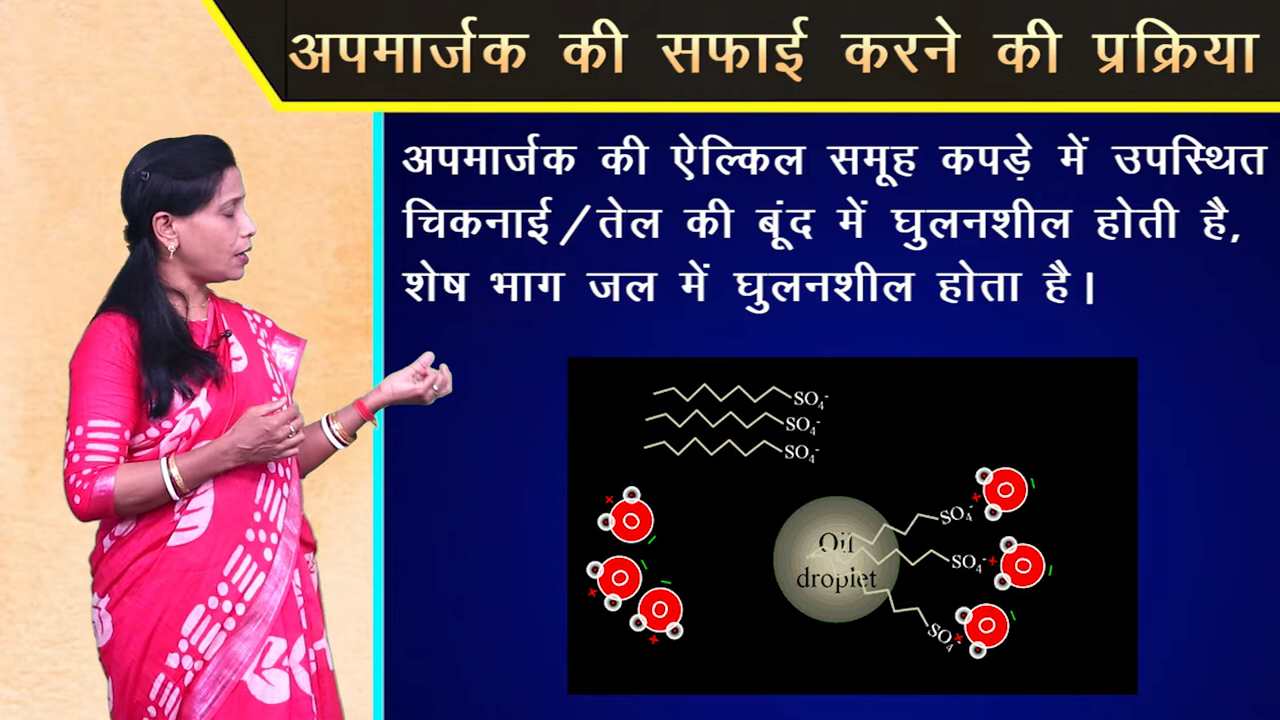 अपमार्जक की सफाई करने की प्रक्रिया
अपमार्जक की ऐल्किल समूह कपड़े में उपस्थित
चिकनाई/तेल की बूंद में घुलनशील होती है,
शेष भाग जल में घुलनशील होता है।
SO₄⁻
SO₄⁻
SO₄⁻
O
O
O
Oil
droplet
SO₄⁻
SO₄⁻
SO₄⁻
O
O
O